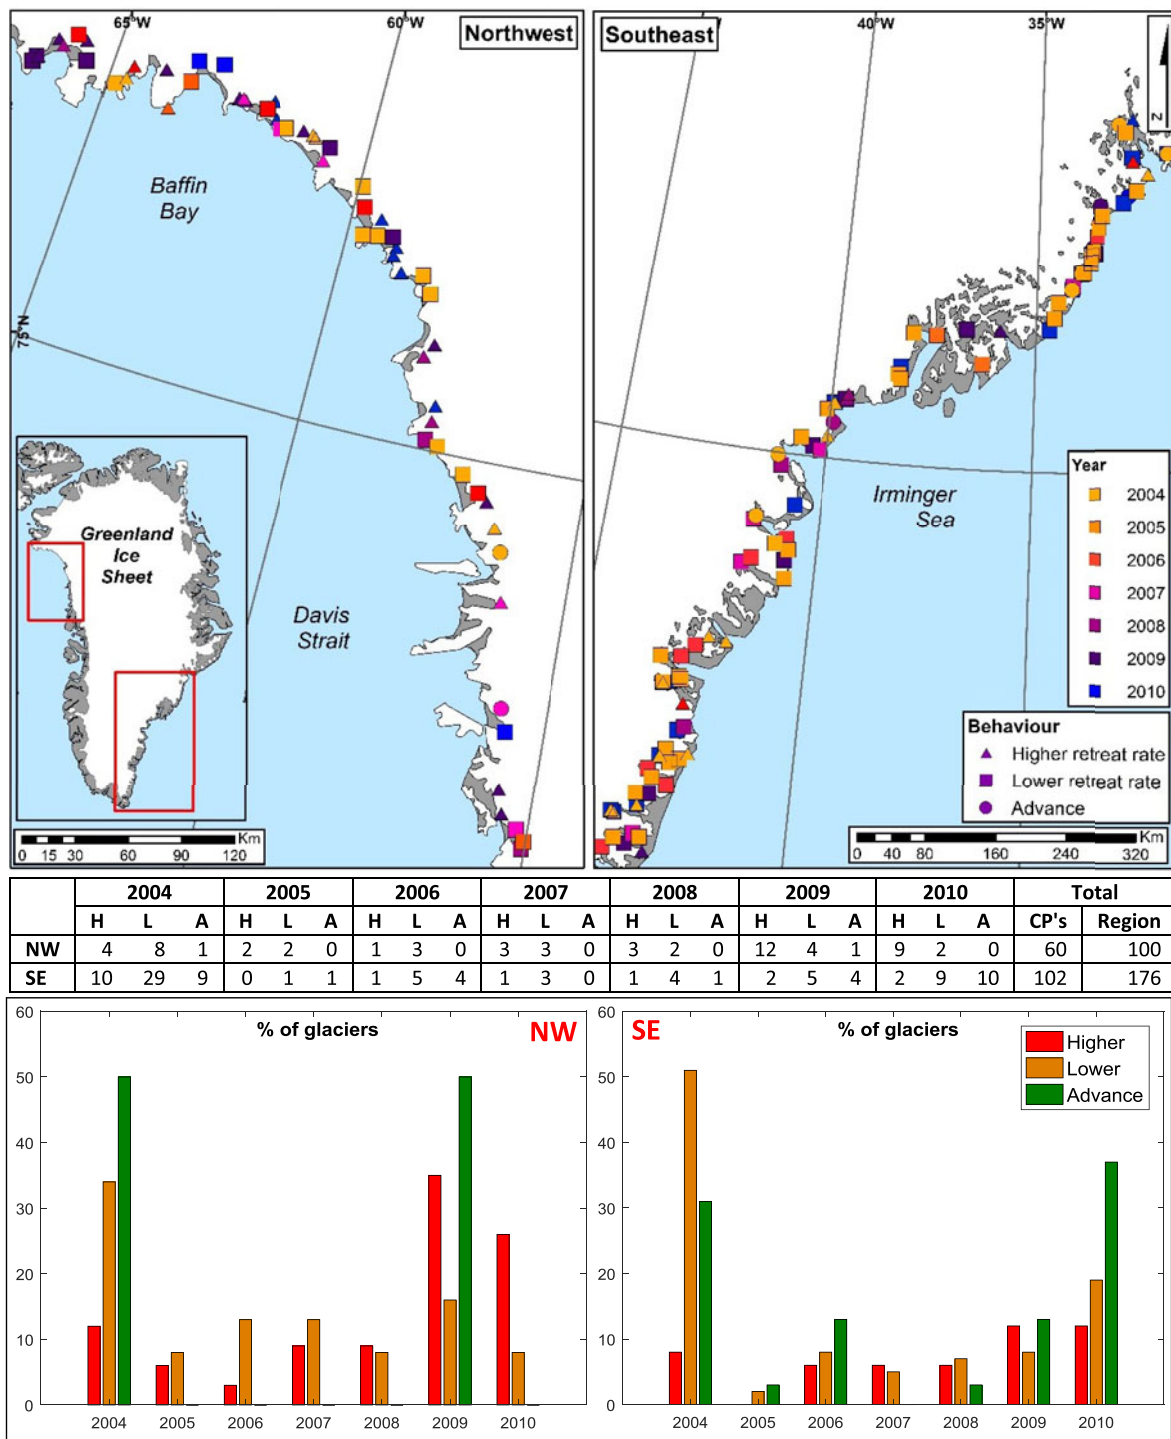 65°W
60°W
Northwest
Baffin
Bay
75°N
Greenland
Ice
Sheet
Davis
Strait
Km
0 15 30 60 90 120
Southeast
40°W
35°W
N
Irminger
Sea
Year
2004
2005
2006
2007
2008
2009
2010
Behaviour
Higher retreat rate
Lower retreat rate
Advance
Km
0 40 80 160 240 320
2004 2005 2006 2007 2008 2009 2010 Total
H L A H L A H L A H L A H L A H L A H L A CP's Region
NW 4 8 1 2 2 0 1 3 0 3 3 0 3 2 0 12 4 1 9 2 0 60 100
SE 10 29 9 0 1 1 1 5 4 1 3 0 1 4 1 2 5 4 2 9 10 102 176
% of glaciers
NW
60
50
40
30
20
10
0
2004 2005 2006 2007 2008 2009 2010
SE
% of glaciers
Higher
Lower
Advance
2004 2005 2006 2007 2008 2009 2010